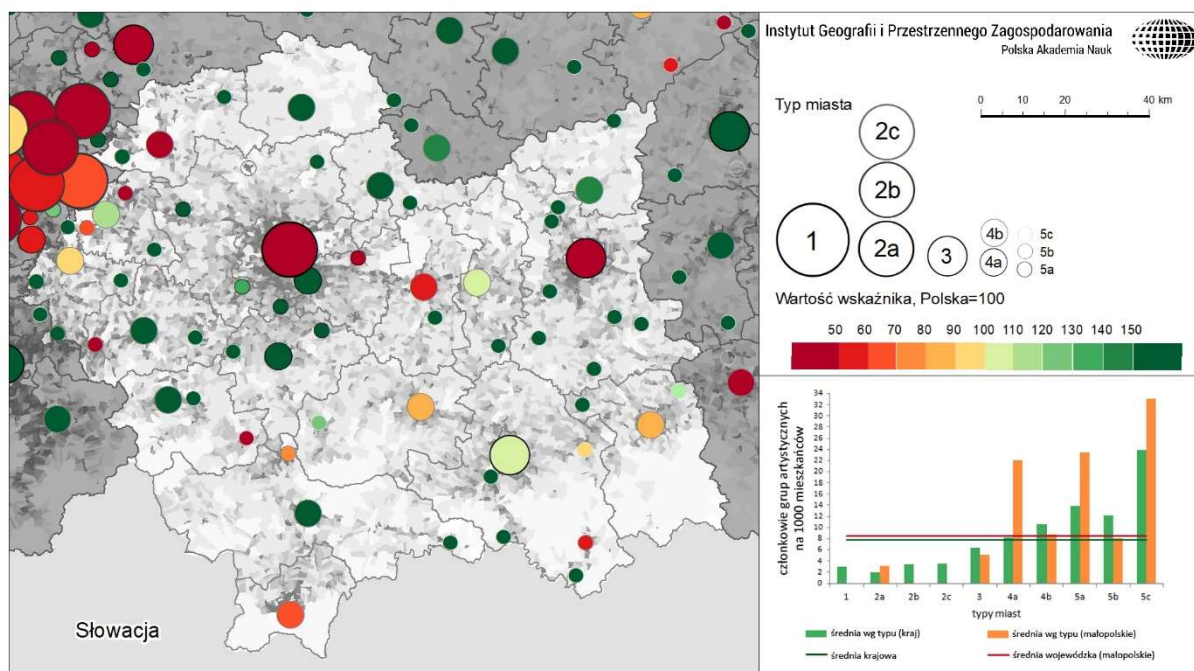 Słowacja
Instytut Geografii i Przestrzennego Zagospodarowania
Polska Akademia Nauk
Typ miasta
0 10 20 40 km
2c
2b
1
2a
3
4b
4a
5c
5b
5a
Wartość wskaźnika, Polska=100
50 60 70 80 90 100 110 120 130 150
członkowie grup artystycznych
na 1000 mieszkańców
34
32
30
28
26
24
22
20
18
16
14
12
10
8
6
4
2
0
1 2a 2b 2c 3 4a 4b 5a 5b 5c
typy miast
średnia wg typu (kraj)
średnia wg typu (małopolskie)
średnia krajowa
średnia wojewódzka (małopolskie)